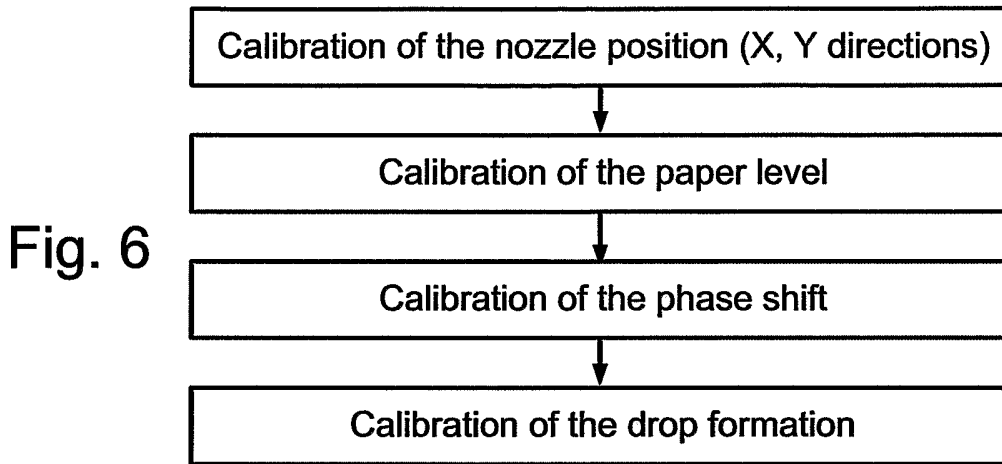 Calibration of the nozzle position (X, Y directions)
Calibration of the paper level
Fig. 6
Calibration of the phase shift
Calibration of the drop formation